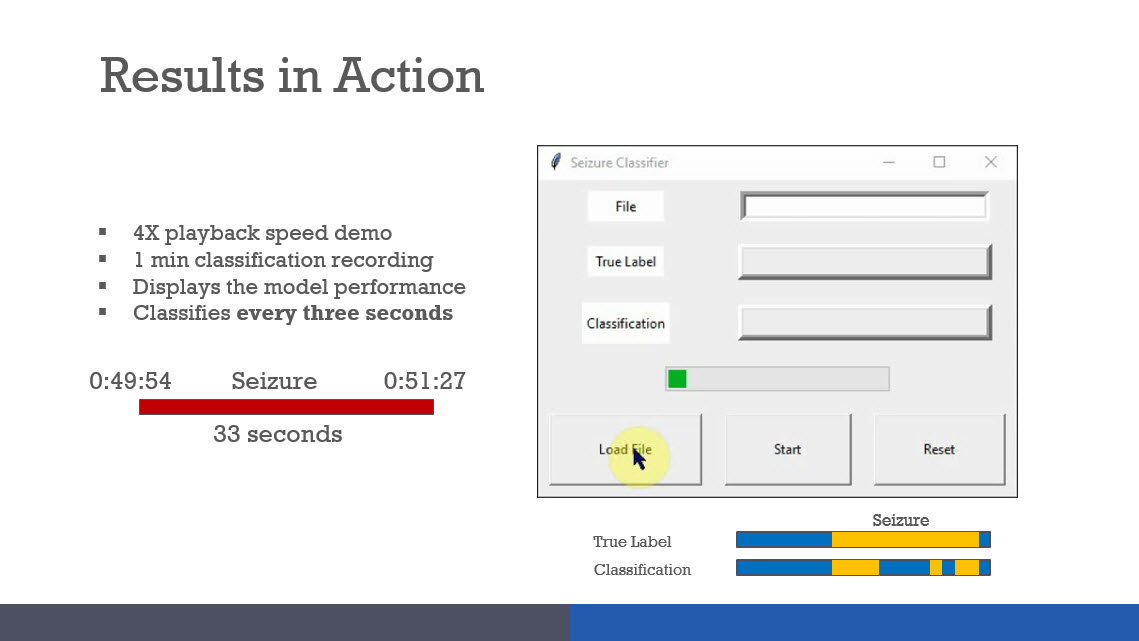 Results in Action
4X playback speed demo
1 min classification recording
Displays the model performance
Classifies every three seconds
0:49:54 Seizure 0:51:27
33 seconds
Seizure Classifier
File
True Label
Classification
Load File Start Reset
Seizure
True Label
Classification